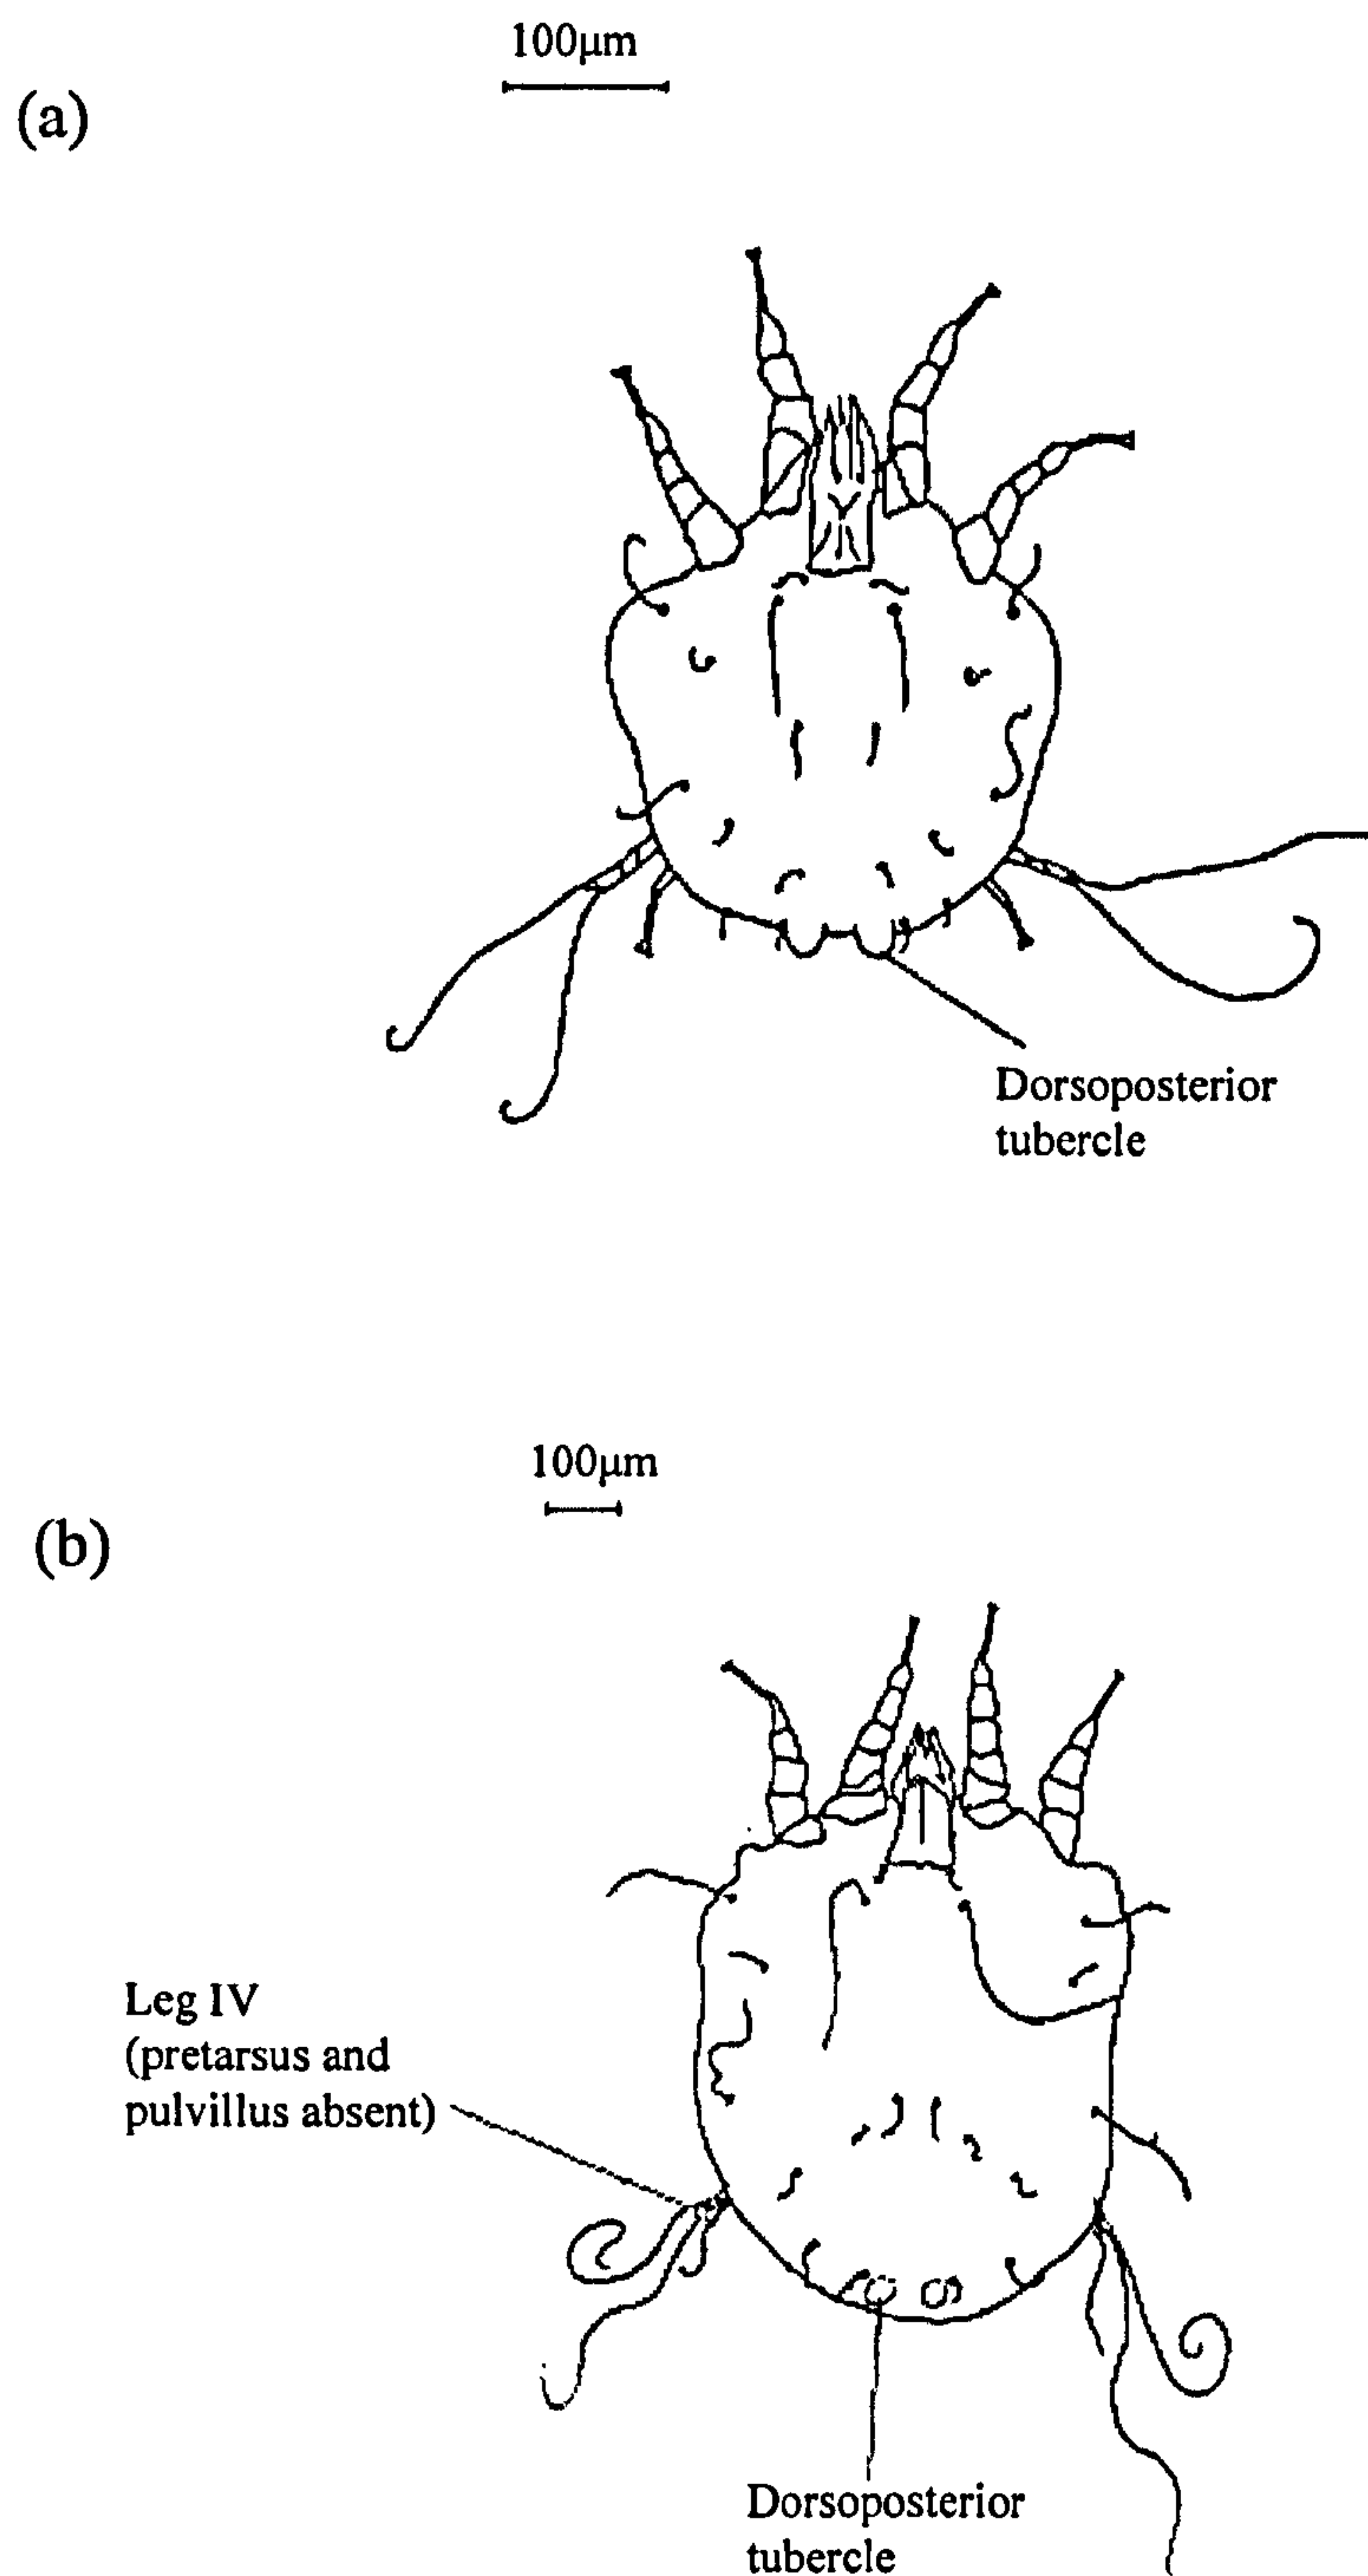 100μm
(a)
Dorsoposterior
tubercle
100μm
(b)
Leg IV
(pretarsus and
pulvillus absent)
Dorsoposterior
tubercle